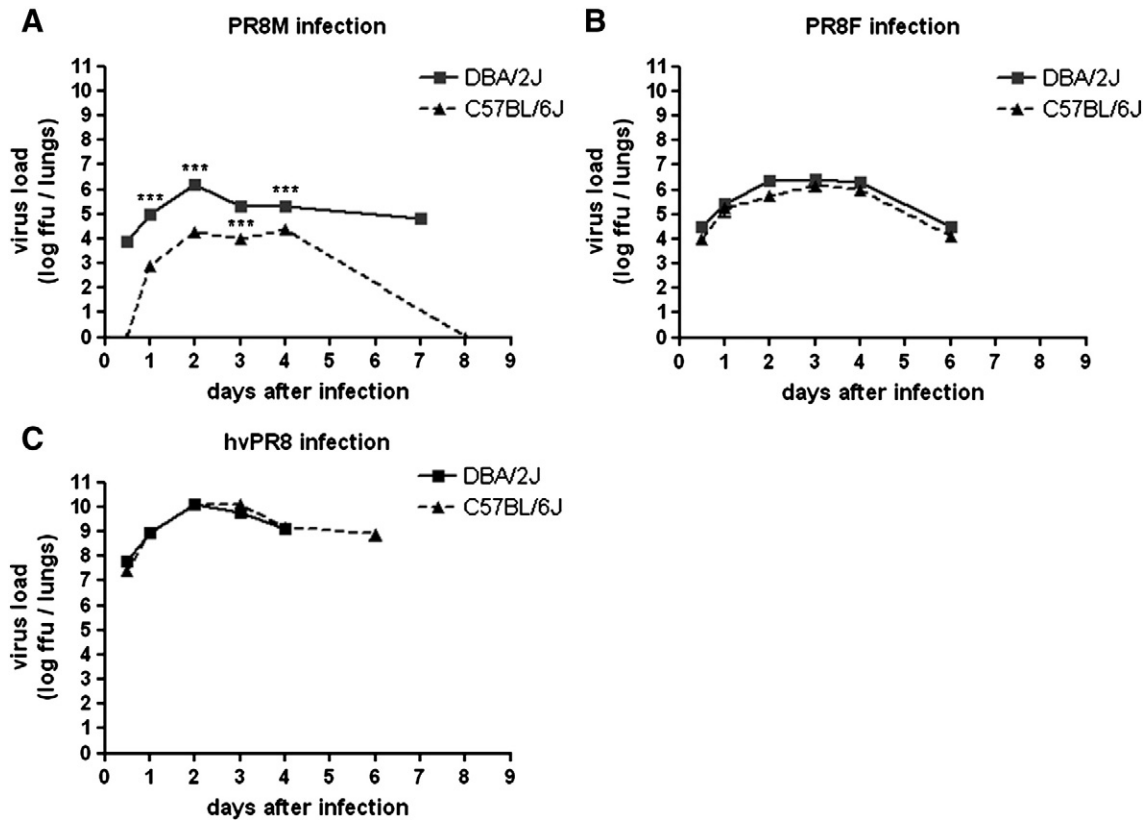 A
PR8M infection
11
10
9
8
7
6
5
4
3
2
1
0
virus load
(log ffu / lungs)
DBA/2J
C57BL/6J
***
***
***
***
0 1 2 3 4 5 6 7 8 9
days after infection
B
PR8F infection
11
10
9
8
7
6
5
4
3
2
1
0
virus load
(log ffu / lungs)
DBA/2J
C57BL/6J
0 1 2 3 4 5 6 7 8 9
days after infection
C
hvPR8 infection
11
10
9
8
7
6
5
4
3
2
1
0
virus load
(log ffu / lungs)
DBA/2J
C57BL/6J
0 1 2 3 4 5 6 7 8 9
days after infection